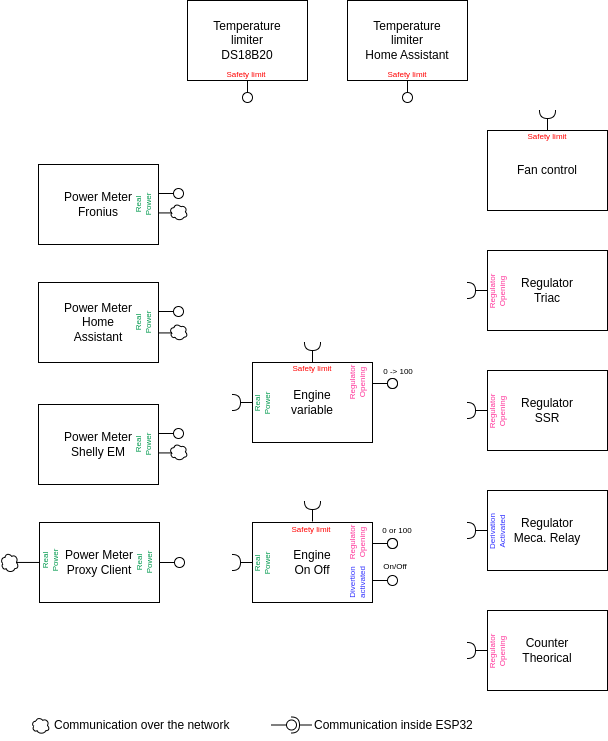 Temperature
limiter
DS18B20
Safety limit
Temperature
limiter
Home Assistant
Safety limit
Safety limit
Fan control
Power Meter
Fronius
Real
Power
Power Meter
Home
Assistant
Real
Power
Power Meter
Shelly EM
Real
Power
Real
Power
Power Meter
Proxy Client
Real
Power
Safety limit
Real
Power
Engine
variable
Regulator
Opening
0 -> 100
Safety limit
Real
Power
Engine
On Off
Regulator
Opening
0 or 100
Divertion
activated
On/Off
Regulator
Opening
Regulator
Triac
Regulator
Opening
Regulator
SSR
Derivation
Activated
Regulator
Meca. Relay
Regulator
Opening
Counter
Theorical
Communication over the network
Communication inside ESP32